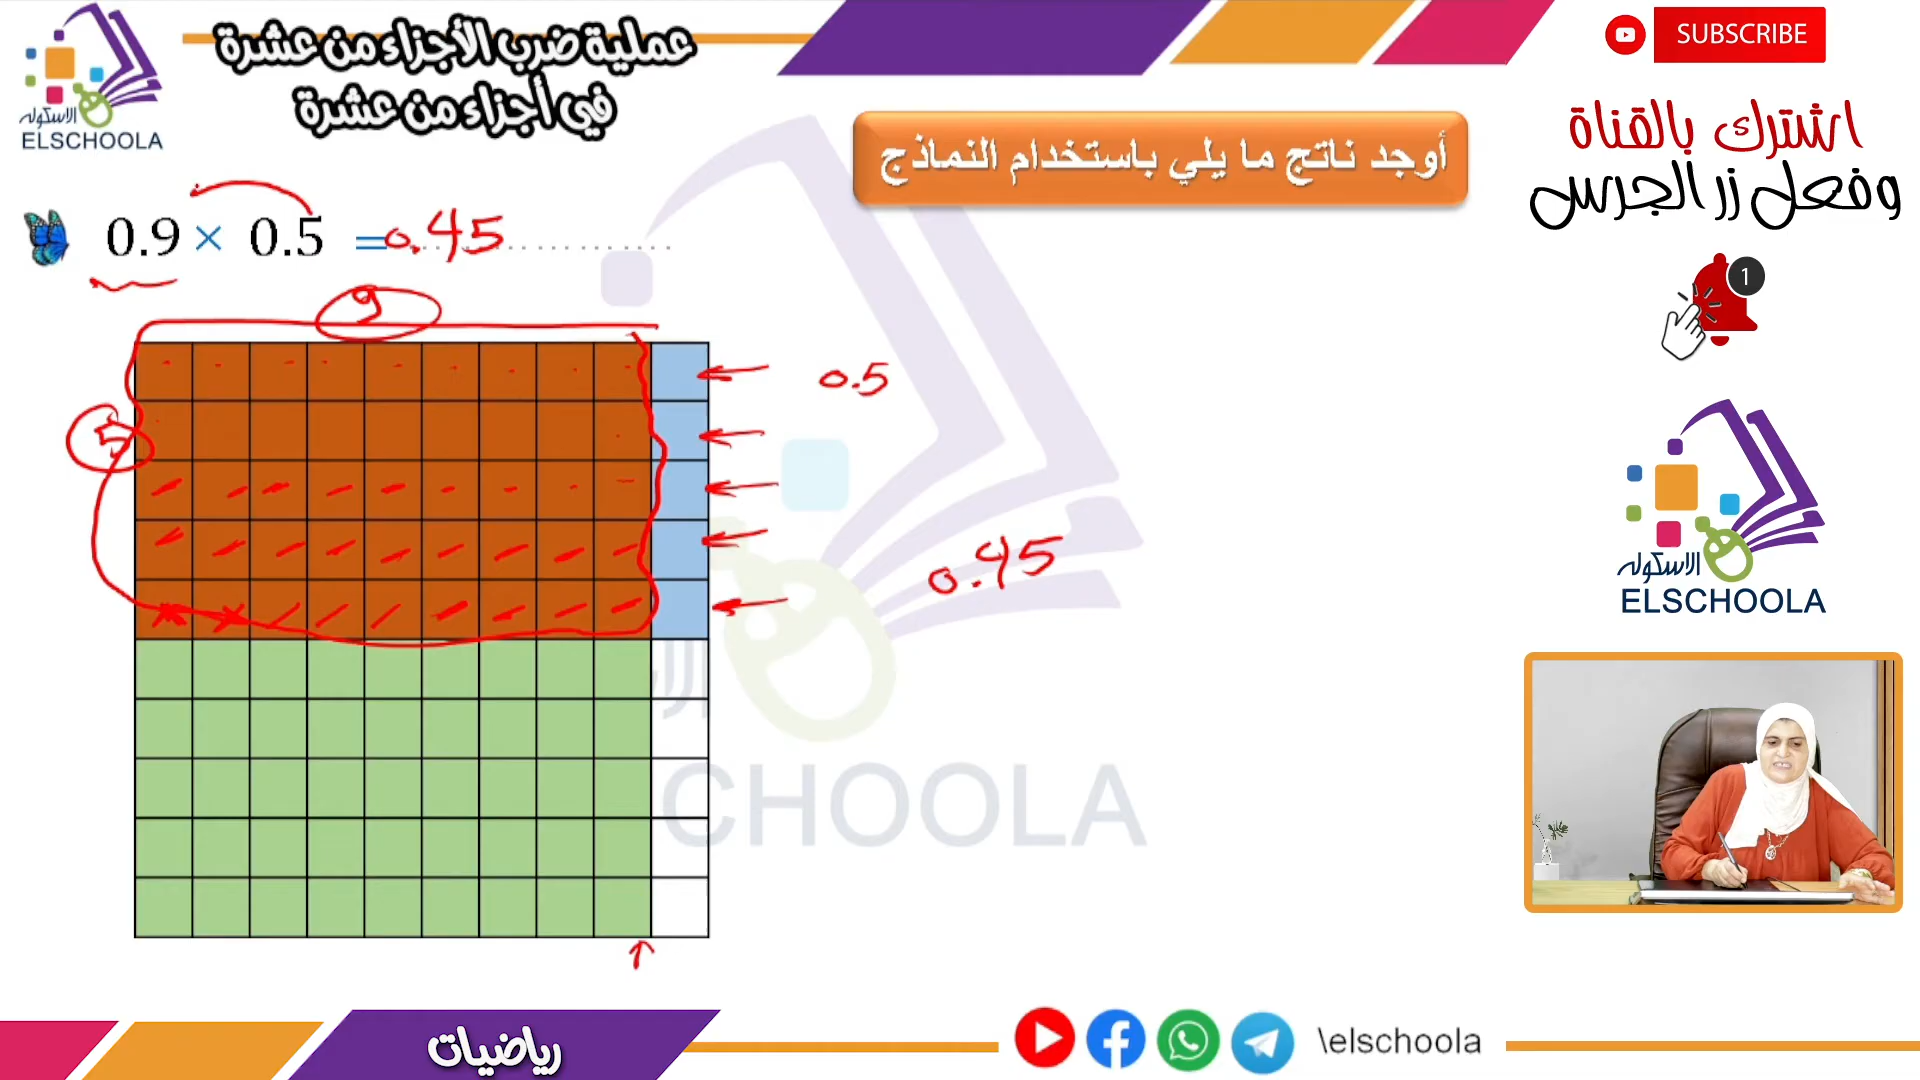 عملية ضرب الأجزاء من عشرة
في أجزاء من عشرة
الاسكوله
ELSCHOOLA
SUBSCRIBE
أوجد ناتج ما يلي باستخدام النماذج
اشترك بالقناة
وفعل زر الجرس
1
0.9 × 0.5 = 0.45
9
5
0.5
0.45
CHOOLA
الاسكوله
ELSCHOOLA
رياضيات
\elschoola